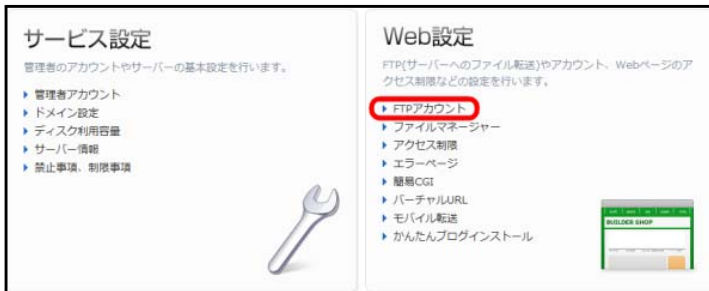 サービス設定
管理者のアカウントやサーバーの基本設定を行います。
管理者アカウント
ドメイン設定
ディスク利用容量
サーバー情報
禁止事項、制限事項
Web設定
FTP(サーバーへのファイル転送)やアカウント、Webページのア
クセス制限などの設定を行います。
FTPアカウント
ファイルマネージャー
アクセス制限
エラーページ
簡易CGI
バーチャルURL
モバイル転送
かんたんブログインストール
BUILDER SHOP